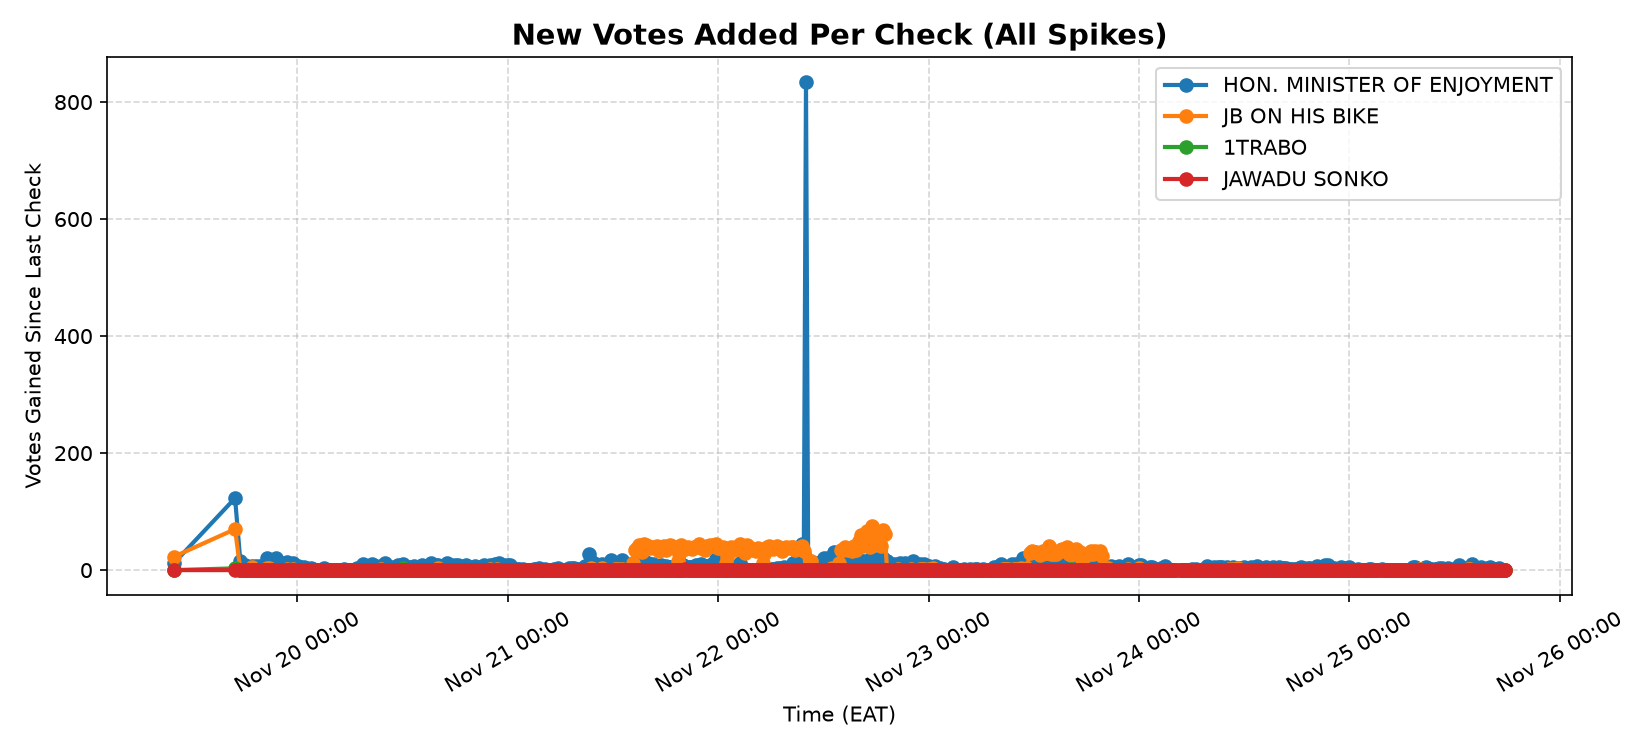 New Votes Added Per Check (All Spikes)
HON. MINISTER OF ENJOYMENT
JB ON HIS BIKE
1TRABO
JAWADU SONKO
Votes Gained Since Last Check
800
600
400
200
0
Nov 20 00:00
Nov 21 00:00
Nov 22 00:00
Nov 23 00:00
Nov 24 00:00
Nov 25 00:00
Nov 26 00:00
Time (EAT)